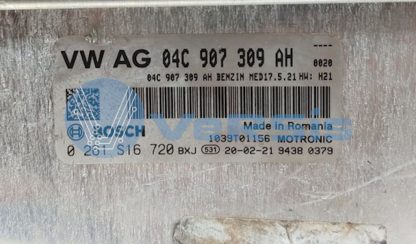 VW AG 04C 907 309 AH ----
0020
04C 907 309 AH BENZIN MED17.5.21 HW: H21
BOSCH
Made in Romania
1039T01156 MOTRONIC
0 261 S16 720 BXJ 531 20-02-21 9438 0379